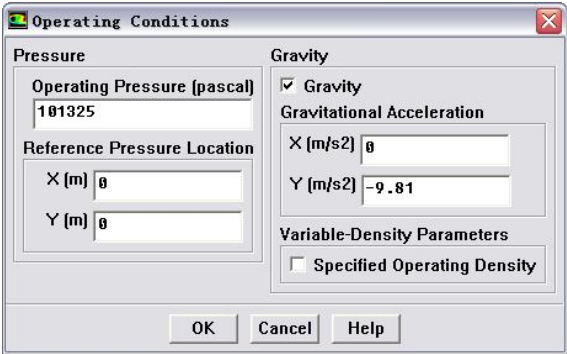 Operating Conditions
Pressure
Operating Pressure (pascal)
101325
Reference Pressure Location
X (m) 0
Y (m) 0
Gravity
Gravity
Gravitational Acceleration
X (m/s2) 0
Y (m/s2) -9.81
Variable-Density Parameters
Specified Operating Density
OK Cancel Help